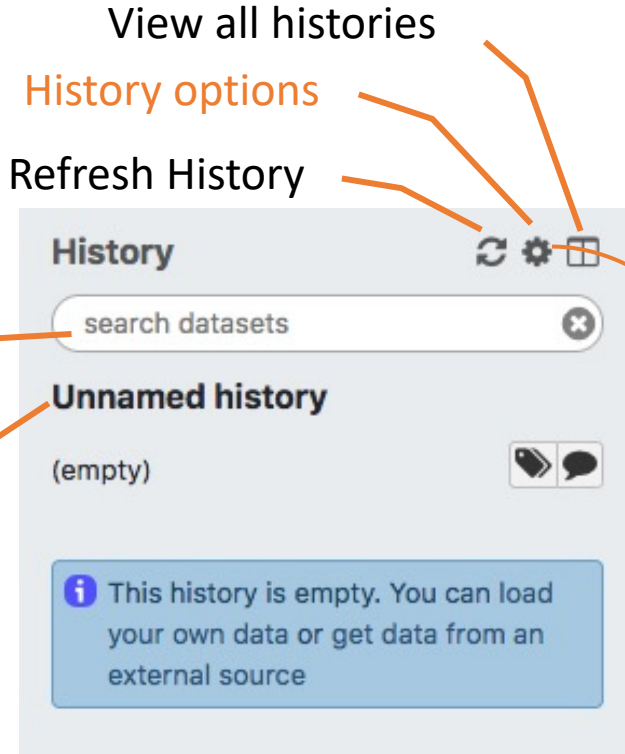 View all histories
History options
Refresh History
History
search datasets
Unnamed history
(empty)
This history is empty. You can load
your own data or get data from an
external source